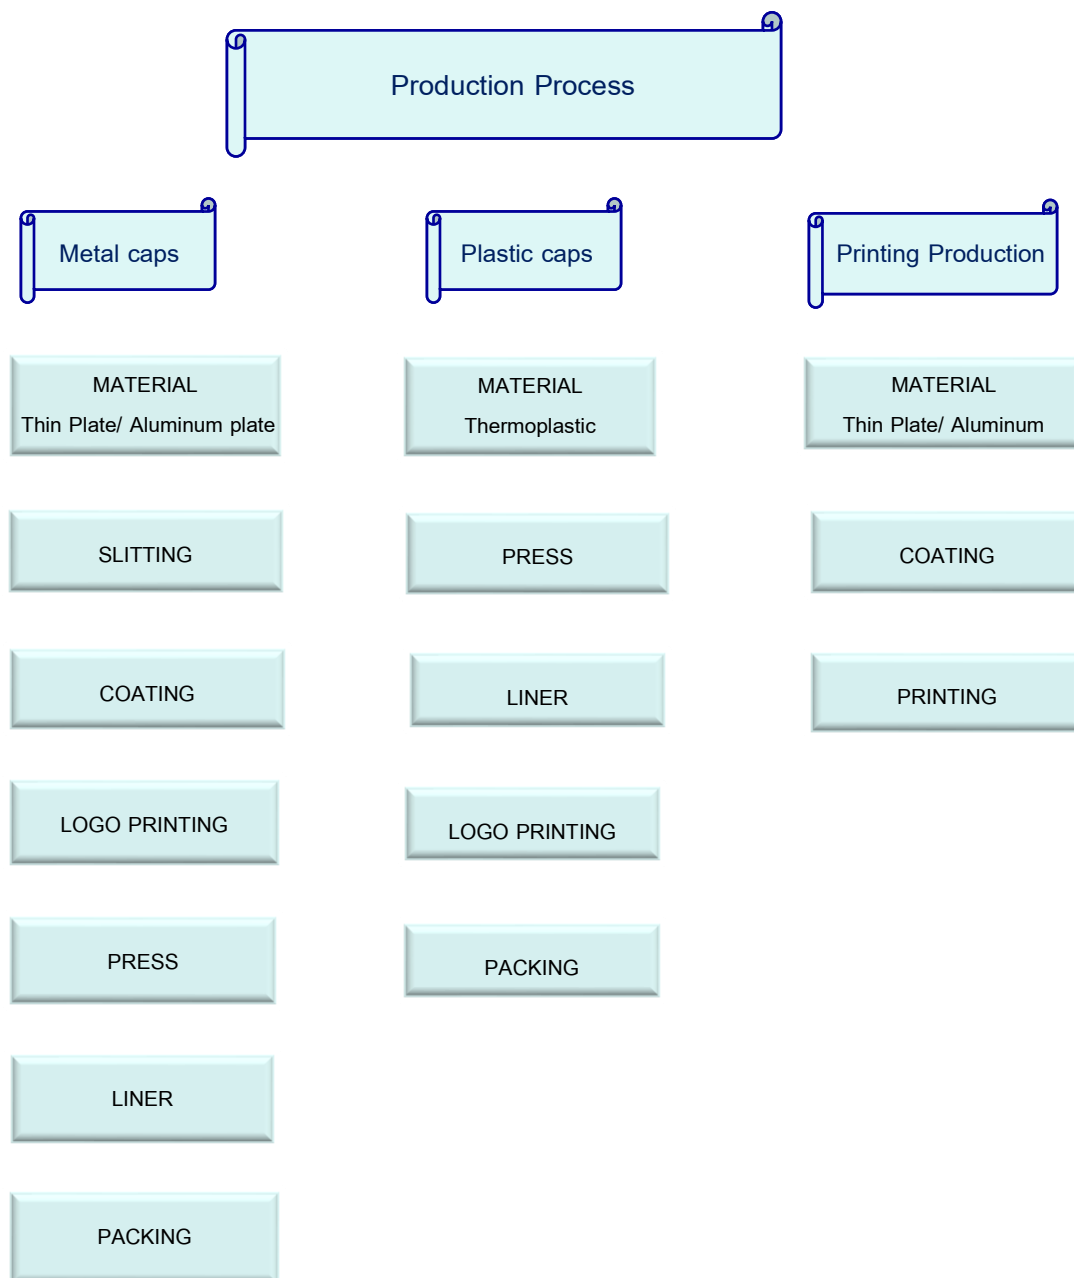 Production Process
Metal caps
Plastic caps
Printing Production
MATERIAL
Thin Plate/ Aluminum plate
SLITTING
COATING
LOGO PRINTING
PRESS
LINER
PACKING
MATERIAL
Thermoplastic
PRESS
LINER
LOGO PRINTING
PACKING
MATERIAL
Thin Plate/ Aluminum
COATING
PRINTING